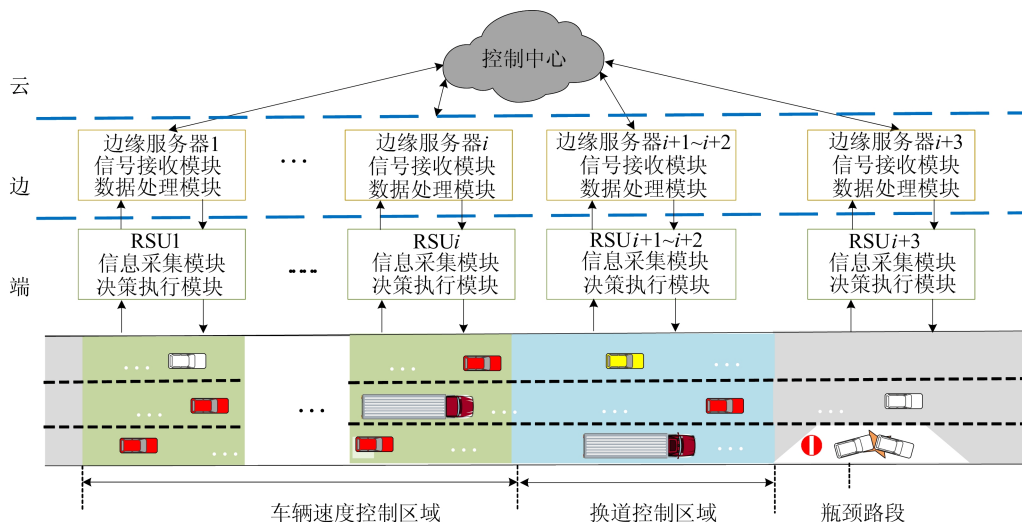 控制中心
云
边缘服务器1
信号接收模块
数据处理模块
边缘服务器i
信号接收模块
数据处理模块
边缘服务器i+1~i+2
信号接收模块
数据处理模块
边缘服务器i+3
信号接收模块
数据处理模块
边
RSU1
信息采集模块
决策执行模块
RSUi
信息采集模块
决策执行模块
RSUi+1~i+2
信息采集模块
决策执行模块
RSUi+3
信息采集模块
决策执行模块
端
车辆速度控制区域
换道控制区域
瓶颈路段